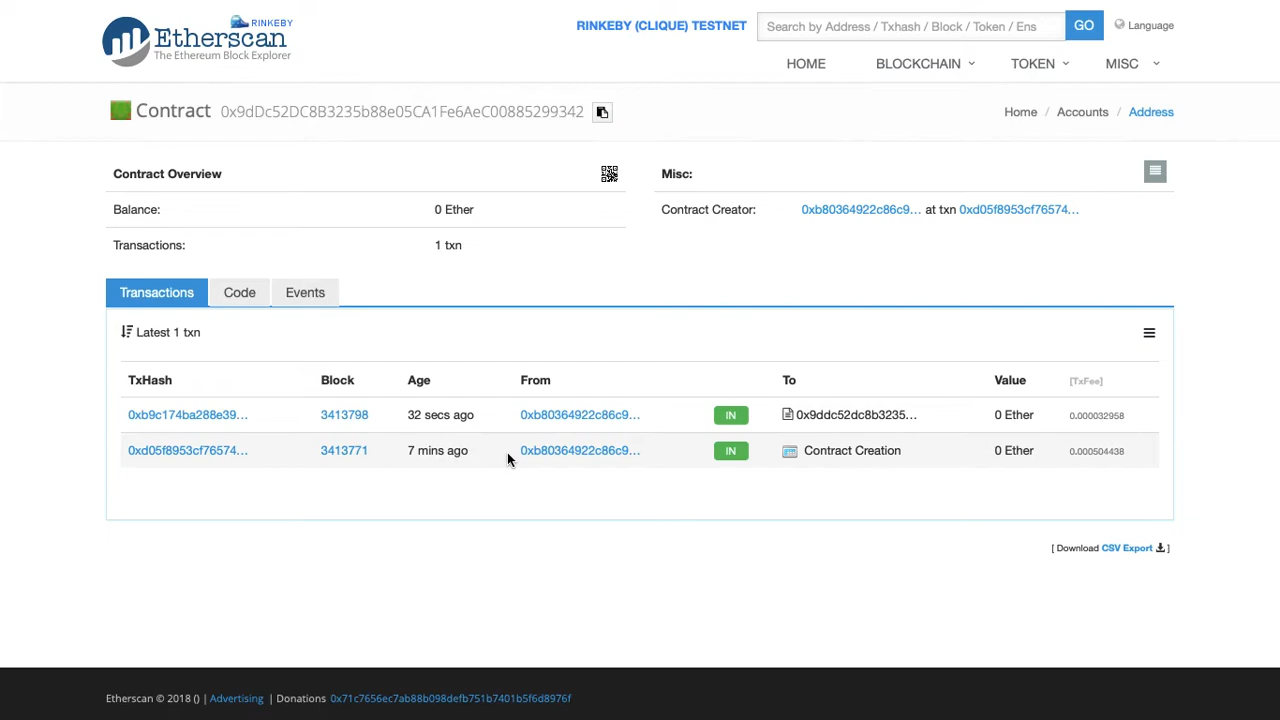 RINKEBY
Etherscan
The Ethereum Block Explorer
RINKEBY (CLIQUE) TESTNET
Search by Address / Txhash / Block / Token / Ens
GO
Language
HOME BLOCKCHAIN TOKEN MISC
Contract 0x9dDc52DC8B3235b88e05CA1Fe6AeC00885299342
Home / Accounts / Address
Contract Overview
Balance: 0 Ether
Transactions: 1 txn
Misc:
Contract Creator: 0xb80364922c86c9... at txn 0xd05f8953cf76574...
Transactions Code Events
Latest 1 txn
TxHash Block Age From To Value [TxFee]
0xb9c174ba288e39... 3413798 32 secs ago 0xb80364922c86c9... IN 0x9ddc52dc8b3235... 0 Ether 0.000032958
0xd05f8953cf76574... 3413771 7 mins ago 0xb80364922c86c9... IN Contract Creation 0 Ether 0.000504438
[ Download CSV Export ]
Etherscan © 2018 () | Advertising | Donations 0x71c7656ec7ab88b098defb751b7401b5f6d8976f